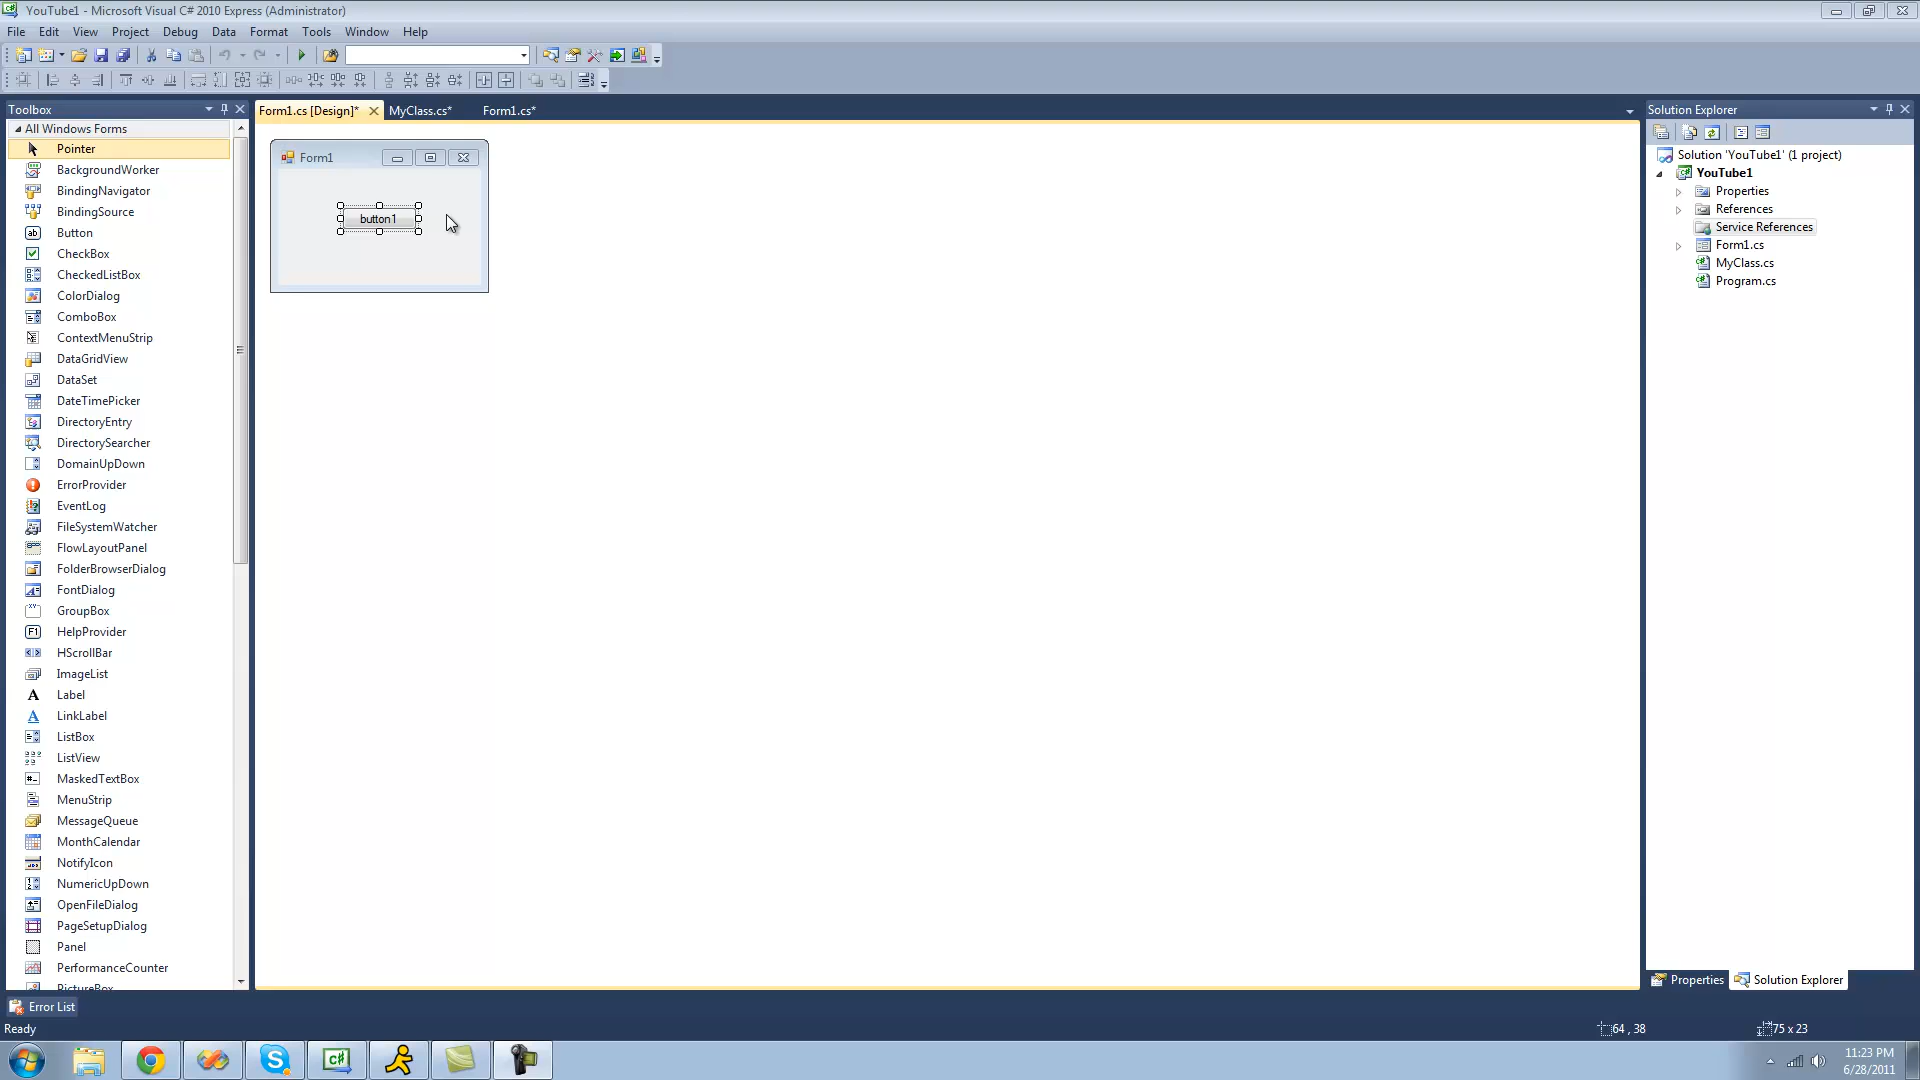 YouTube1 - Microsoft Visual C# 2010 Express (Administrator)
File Edit View Project Debug Data Format Tools Window Help
Toolbox
All Windows Forms
Pointer
BackgroundWorker
BindingNavigator
BindingSource
Button
CheckBox
CheckedListBox
ColorDialog
ComboBox
ContextMenuStrip
DataGridView
DataSet
DateTimePicker
DirectoryEntry
DirectorySearcher
DomainUpDown
ErrorProvider
EventLog
FileSystemWatcher
FlowLayoutPanel
FolderBrowserDialog
FontDialog
GroupBox
HelpProvider
HScrollBar
ImageList
Label
LinkLabel
ListBox
ListView
MaskedTextBox
MenuStrip
MessageQueue
MonthCalendar
NotifyIcon
NumericUpDown
OpenFileDialog
PageSetupDialog
Panel
PerformanceCounter
PictureBox
Form1.cs [Design]* MyClass.cs* Form1.cs*
Form1
button1
Solution Explorer
Solution 'YouTube1' (1 project)
YouTube1
Properties
References
Service References
Form1.cs
MyClass.cs
Program.cs
Properties Solution Explorer
Error List
Ready
64 , 38
75 x 23
11:23 PM
6/28/2011